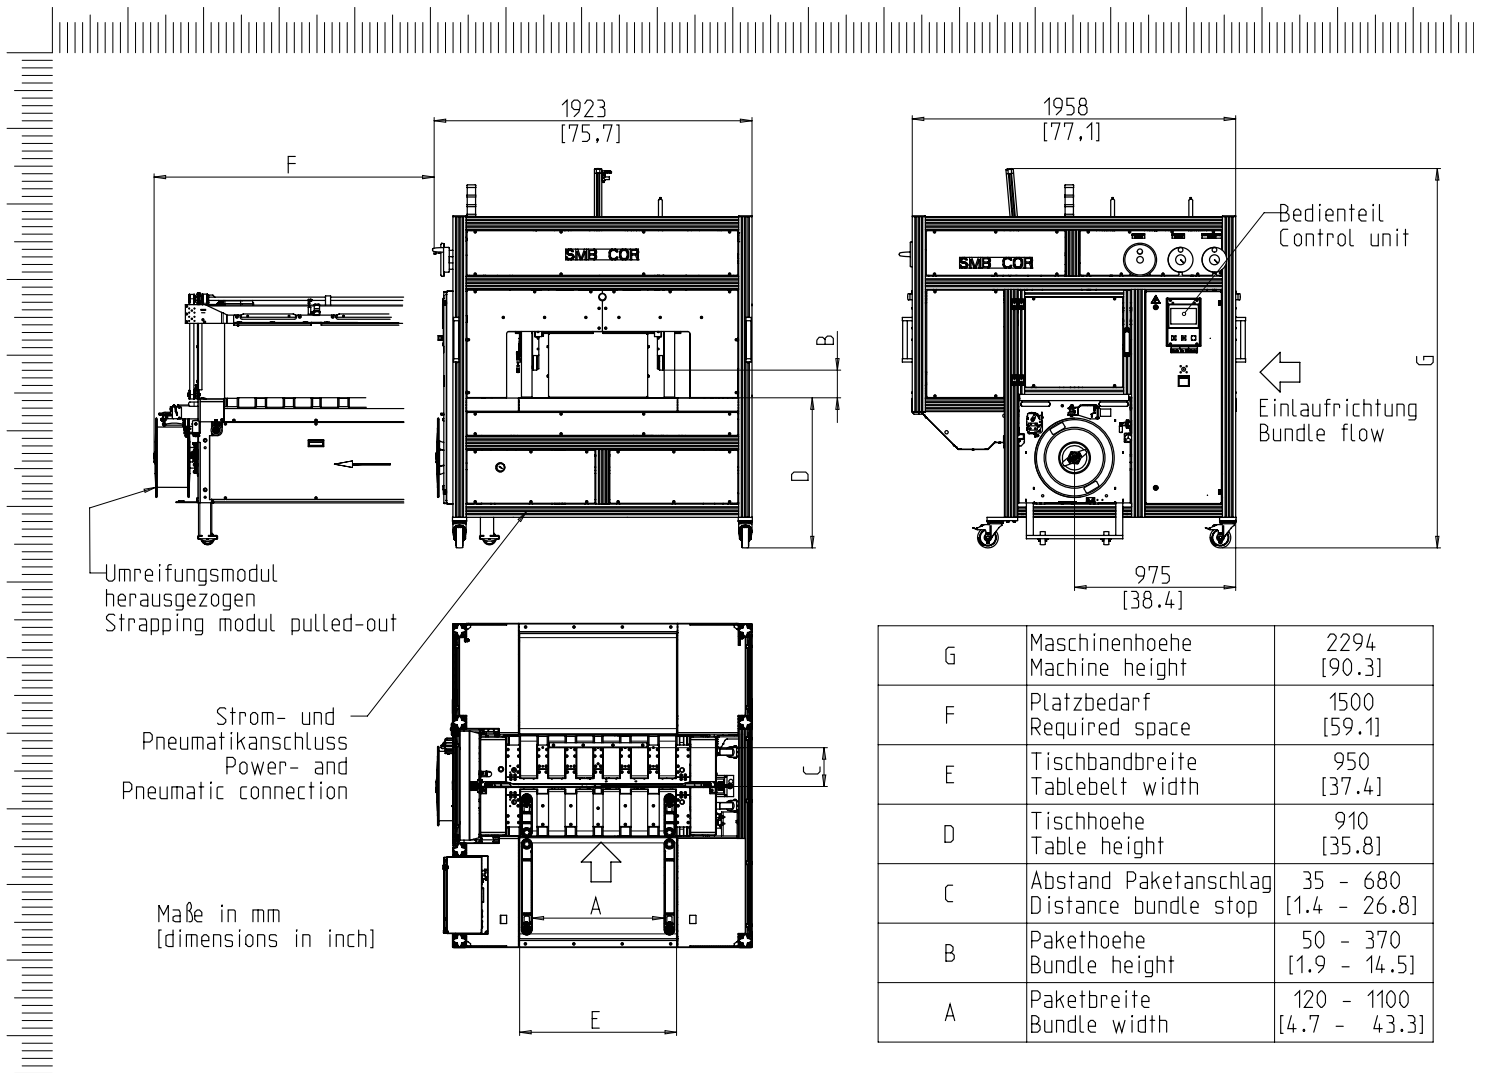 1923
[75,7]
F
1958
[77,1]
SMB COR
SMB COR
Bedienteil
Control unit
B
G
D
Einlaufrichtung
Bundle flow
975
[38.4]
Umreifungsmodul
herausgezogen
Strapping modul pulled-out
Strom- und
Pneumatikanschluss
Power- and
Pneumatic connection
C
A
E
Maße in mm
[dimensions in inch]
G
Maschinenhoehe
Machine height
2294
[90.3]
F
Platzbedarf
Required space
1500
[59.1]
E
Tischbandbreite
Tablebelt width
950
[37.4]
D
Tischhoehe
Table height
910
[35.8]
C
Abstand Paketanschlag
Distance bundle stop
35 - 680
[1.4 - 26.8]
B
Pakethoehe
Bundle height
50 - 370
[1.9 - 14.5]
A
Paketbreite
Bundle width
120 - 1100
[4.7 - 43.3]